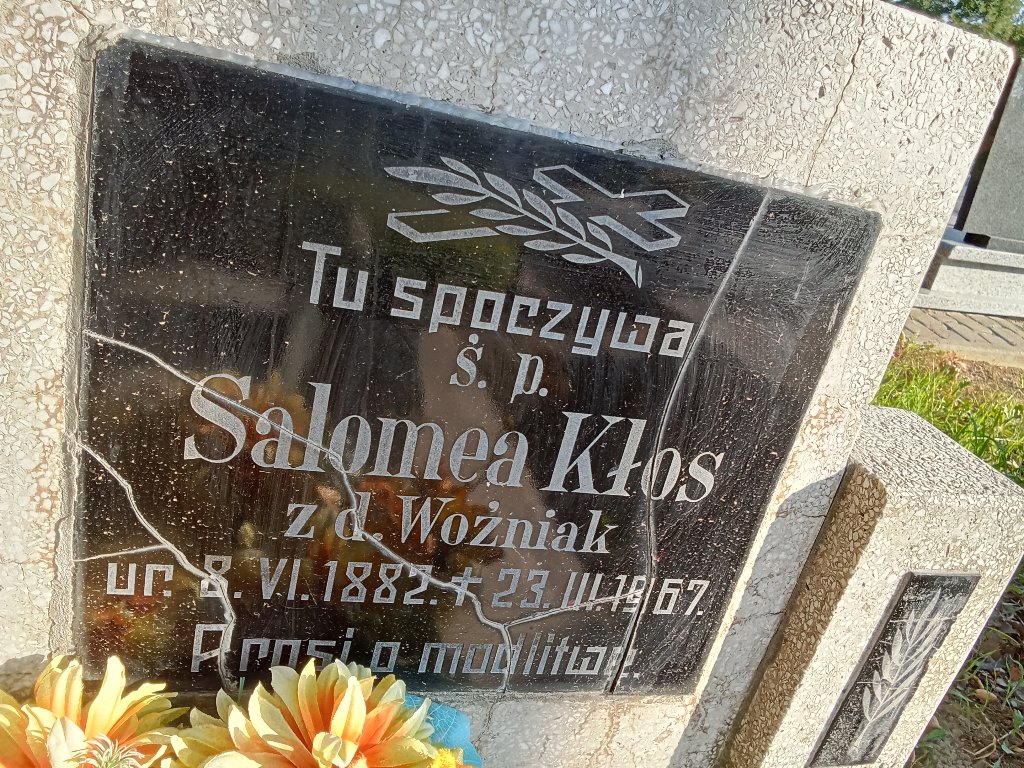 Tu spoczywa
ś. p.
Salomea Kłos
z d. Woźniak
ur. 8. VI. 1882. + 23. III. 1967.
Prosi o modlitwę